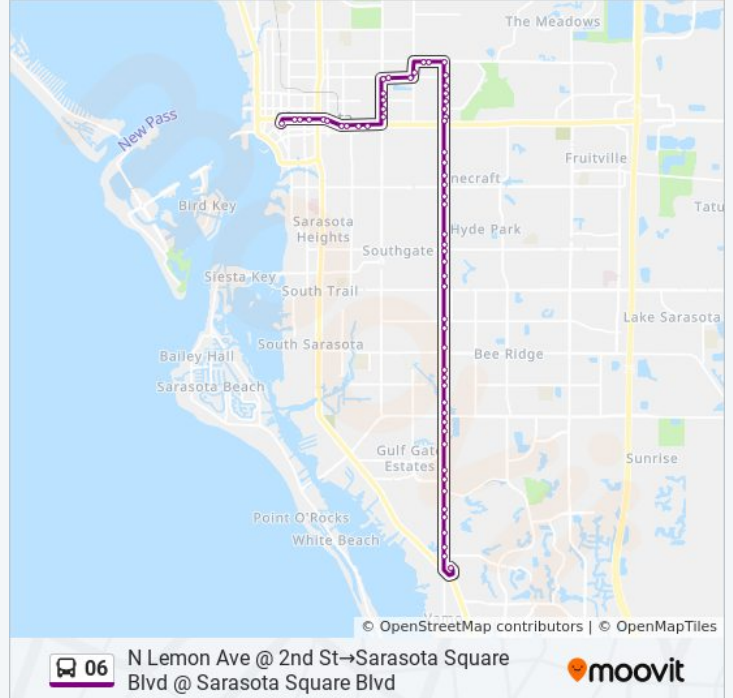 The Meadows
New Pass
Fruitville
necraft
Bird Key
Tatu
Sarasota
Heights
Hyde Park
Southgate
Siesta Key
South Trail
Lake Sarasota
South Sarasota
Bailey Hall
Bee Ridge
Sarasota Beach
Gulf Gate
Estates
Sunrise
Point O'Rocks
White Beach
© OpenStreetMap contributors | © OpenMapTiles
06
N Lemon Ave @ 2nd St→Sarasota Square
Blvd @ Sarasota Square Blvd
moovit